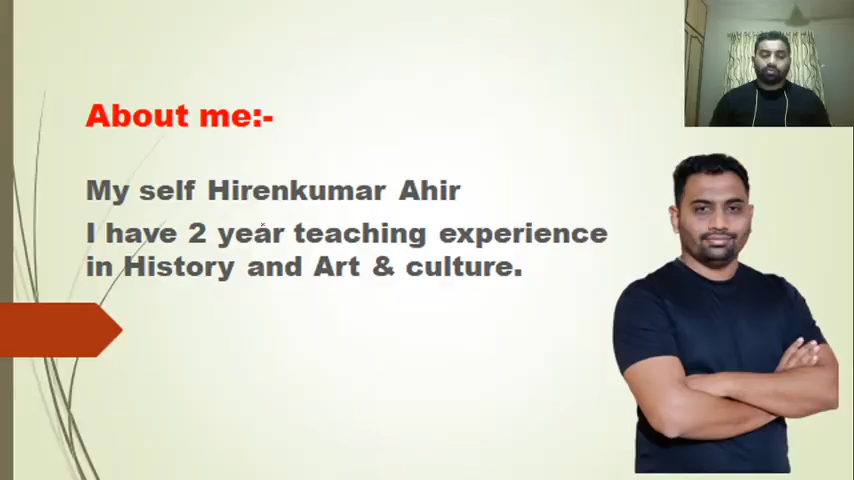 About me:-
My self Hirenkumar Ahir
I have 2 year teaching experience
in History and Art & culture.